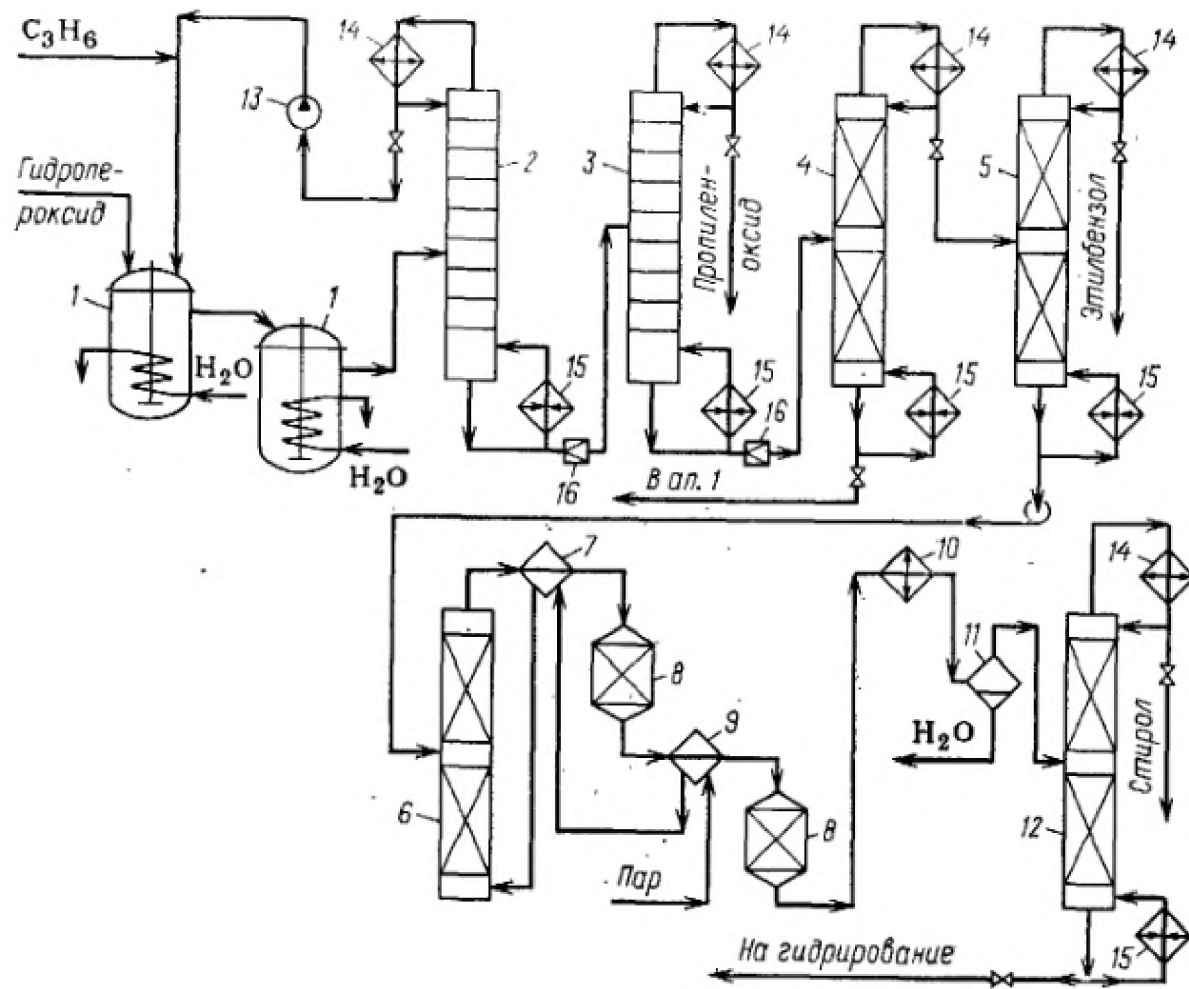 C₃H₆
14
14
14
14
13
Гидропе-
роксид
2
3
4
5
Пропилен-
оксид
Этилбензол
1
1
H₂O
H₂O
15
15
15
15
16
16
В ап. 1
7
10
14
11
8
9
H₂O
Стирол
6
8
12
Пар
На гидрирование
15